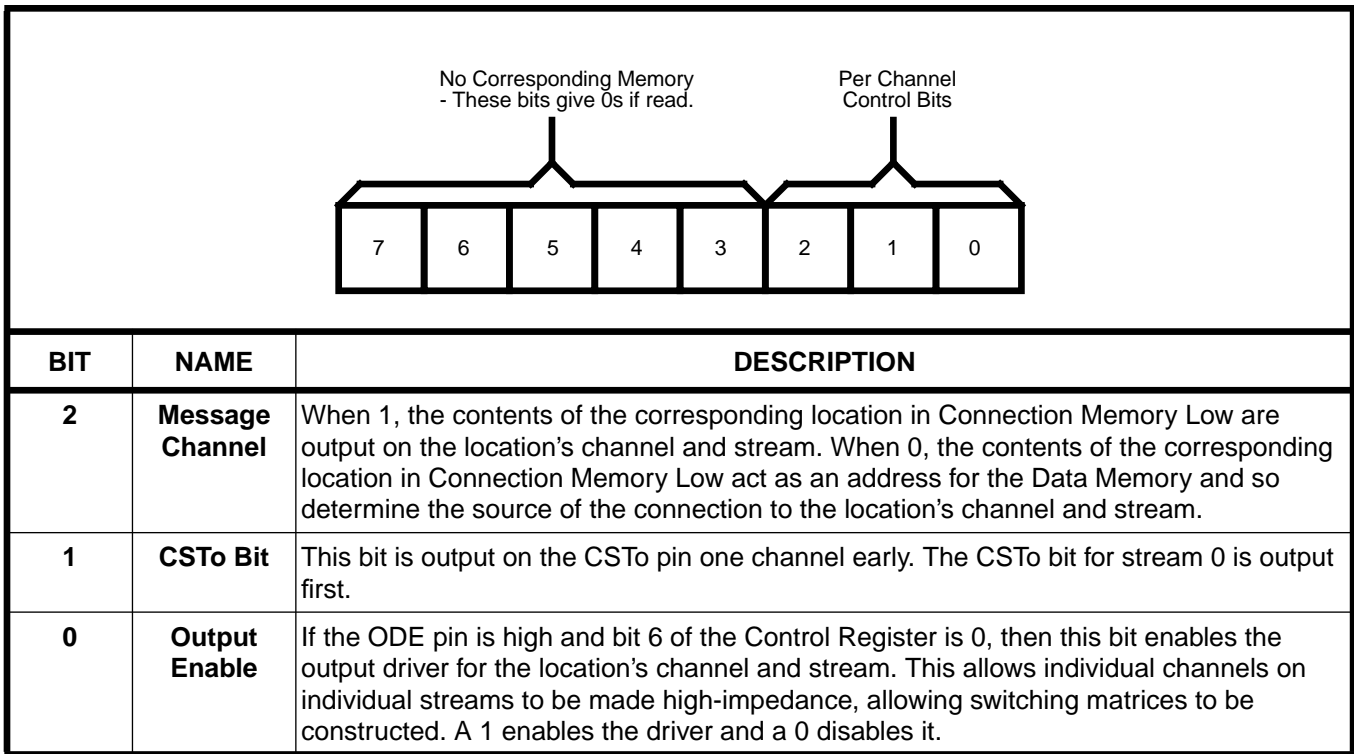 No Corresponding Memory
- These bits give 0s if read.
Per Channel
Control Bits
7 6 5 4 3 2 1 0
BIT NAME DESCRIPTION
2 Message Channel When 1, the contents of the corresponding location in Connection Memory Low are
output on the location's channel and stream. When 0, the contents of the corresponding
location in Connection Memory Low act as an address for the Data Memory and so
determine the source of the connection to the location's channel and stream.
1 CSTo Bit This bit is output on the CSTo pin one channel early. The CSTo bit for stream 0 is output
first.
0 Output Enable If the ODE pin is high and bit 6 of the Control Register is 0, then this bit enables the
output driver for the location's channel and stream. This allows individual channels on
individual streams to be made high-impedance, allowing switching matrices to be
constructed. A 1 enables the driver and a 0 disables it.